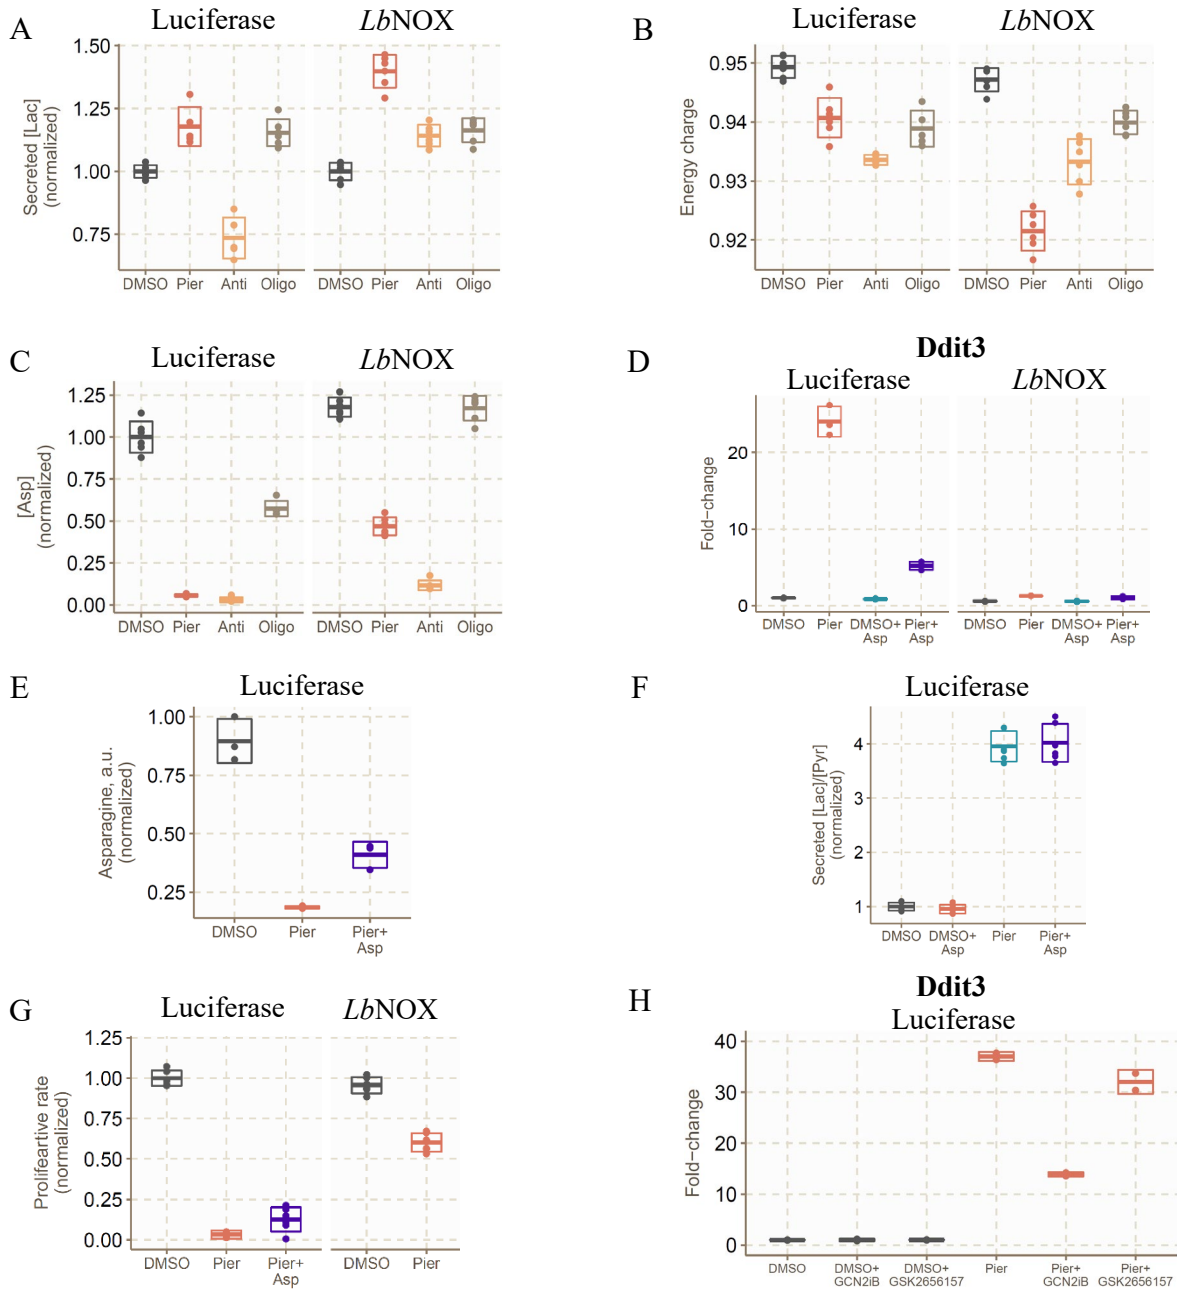 A
Luciferase
LbNOX
Secreted [Lac]
(normalized)
1.50
1.25
1.00
0.75
DMSO Pier Anti Oligo
DMSO Pier Anti Oligo
B
Luciferase
LbNOX
Energy charge
0.95
0.94
0.93
0.92
DMSO Pier Anti Oligo
DMSO Pier Anti Oligo
C
Luciferase
LbNOX
[Asp]
(normalized)
1.25
1.00
0.75
0.50
0.25
0.00
DMSO Pier Anti Oligo
DMSO Pier Anti Oligo
D
Ddit3
Luciferase
LbNOX
Fold-change
20
10
0
DMSO Pier DMSO+ Pier+
Asp Asp
DMSO Pier DMSO+ Pier+
Asp Asp
E
Luciferase
Asparagine, a.u.
(normalized)
1.00
0.75
0.50
0.25
DMSO Pier Pier+
Asp
F
Luciferase
Secreted [Lac]/[Pyr]
(normalized)
4
3
2
1
DMSO DMSO+ Pier Pier+
Asp Asp
G
Luciferase
LbNOX
Prolifeartive rate
(normalized)
1.25
1.00
0.75
0.50
0.25
0.00
DMSO Pier Pier+
Asp
DMSO Pier
H
Ddit3
Luciferase
Fold-change
40
30
20
10
0
DMSO DMSO+ DMSO+ Pier Pier+ Pier+
GCN2iB GSK2656157 GCN2iB GSK2656157